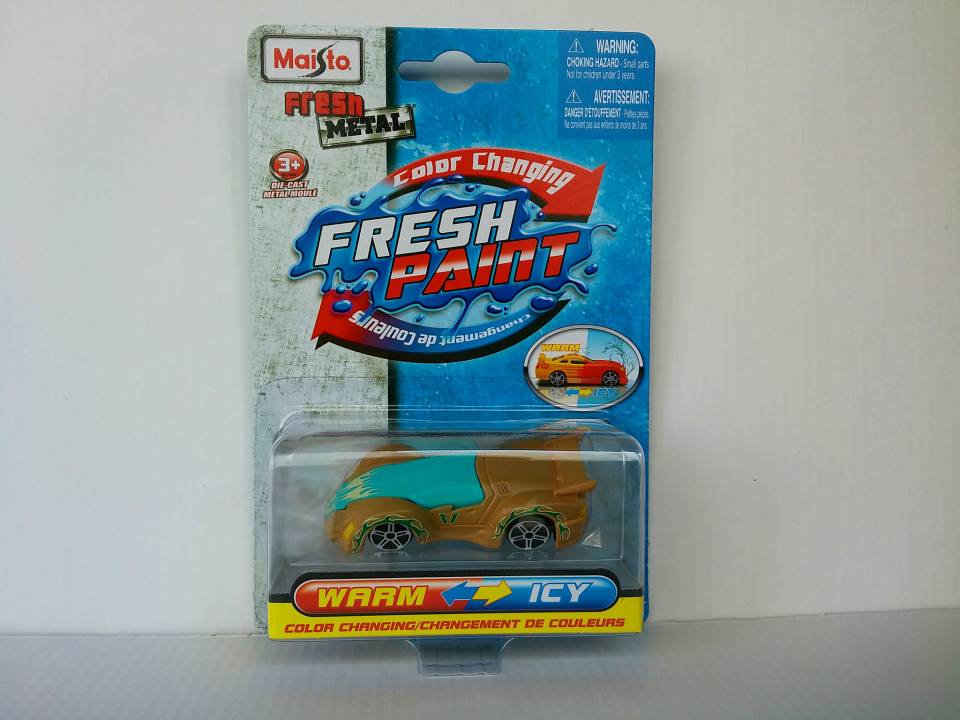 Maisto
Fresh
METAL
3+
DIE-CAST
METAL MOULÉ
WARNING:
CHOKING HAZARD - Small parts
Not for children under 3 years.
AVERTISSEMENT:
DANGER D'ÉTOUFFEMENT - Petites pièces.
Ne convient pas aux enfants de moins de 3 ans.
Color Changing
FRESH
PAINT
Changement de Couleurs
WARM
ICY
WARM ICY
COLOR CHANGING/CHANGEMENT DE COULEURS